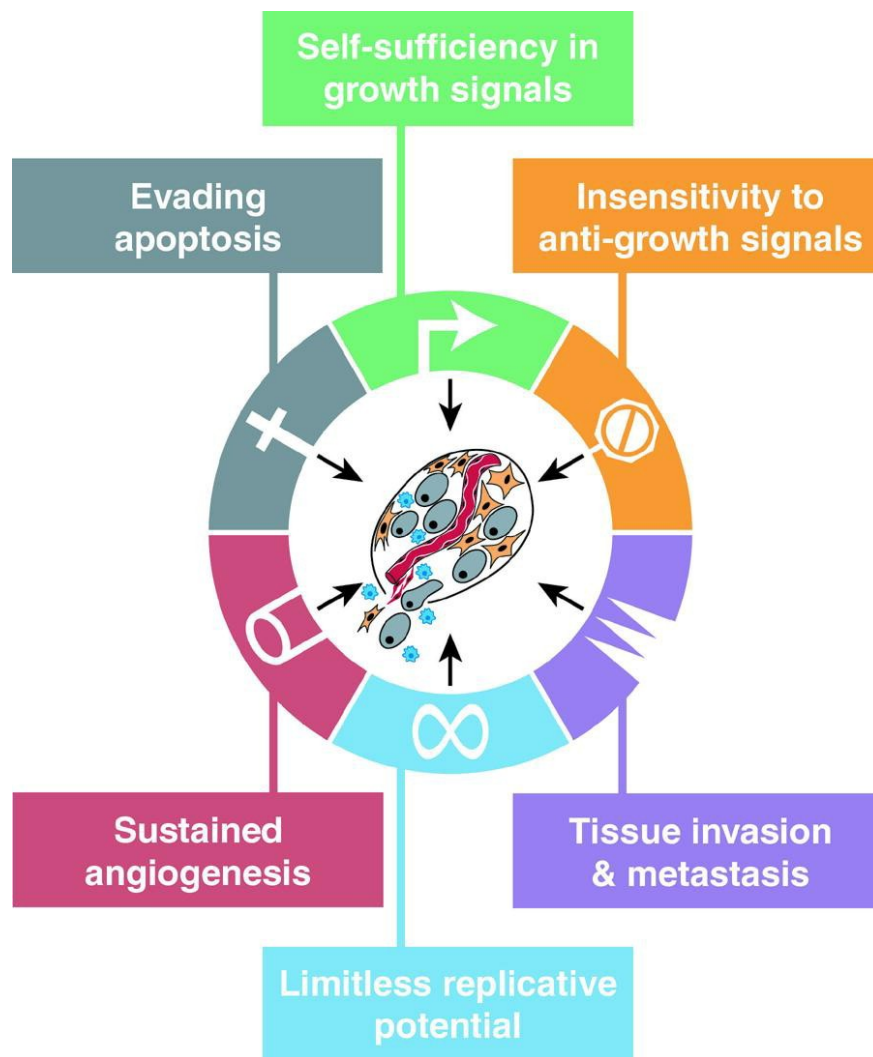 Self-sufficiency in
growth signals
Evading
apoptosis
Insensitivity to
anti-growth signals
Sustained
angiogenesis
Tissue invasion
& metastasis
Limitless replicative
potential